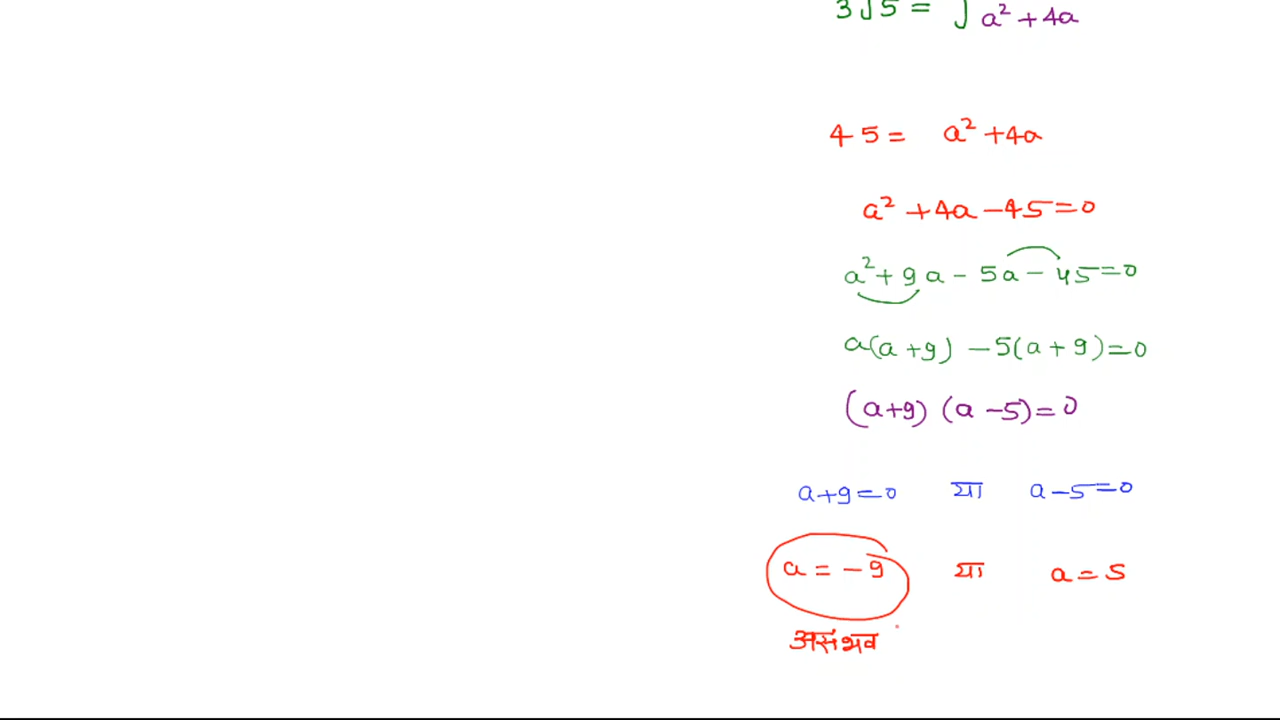 3√5 = √a²+4a
45 = a²+4a
a²+4a-45=0
a²+9a-5a-45=0
a(a+9)-5(a+9)=0
(a+9)(a-5)=0
a+9=0 या a-5=0
a=-9 या a=5
असंभव